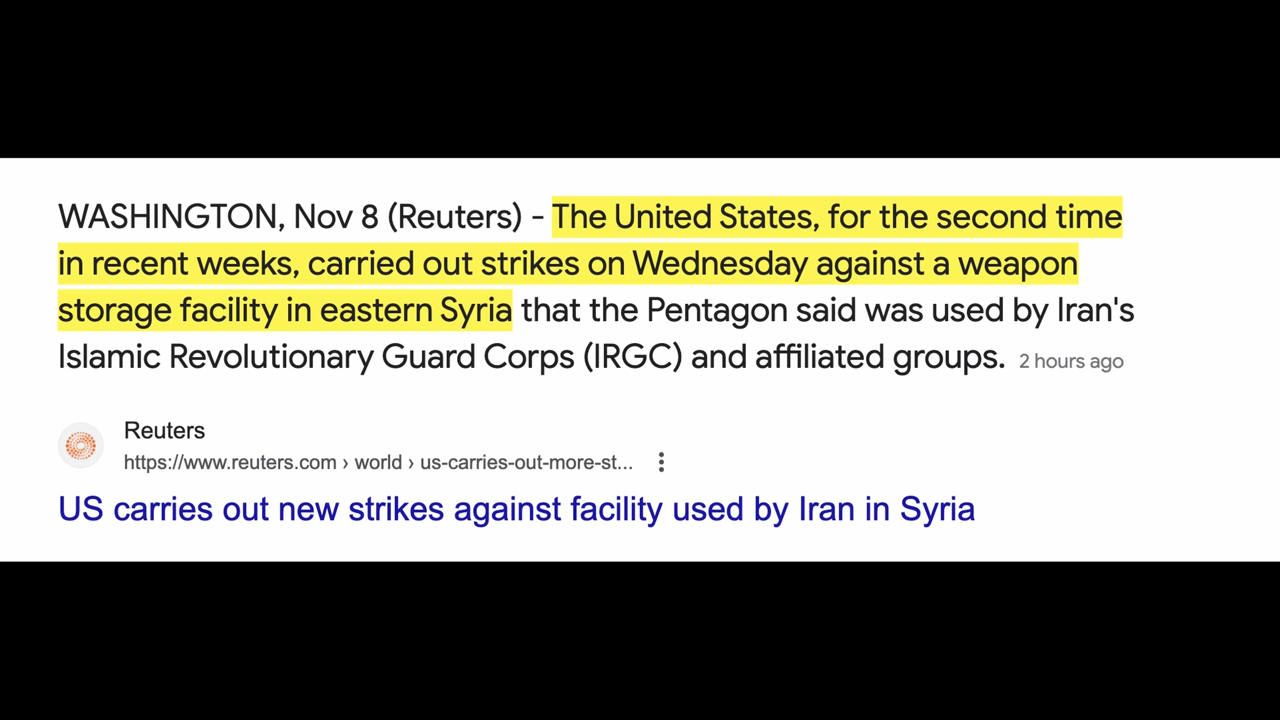 WASHINGTON, Nov 8 (Reuters) - The United States, for the second time
in recent weeks, carried out strikes on Wednesday against a weapon
storage facility in eastern Syria that the Pentagon said was used by Iran's
Islamic Revolutionary Guard Corps (IRGC) and affiliated groups. 2 hours ago
Reuters
https://www.reuters.com › world › us-carries-out-more-st...
US carries out new strikes against facility used by Iran in Syria